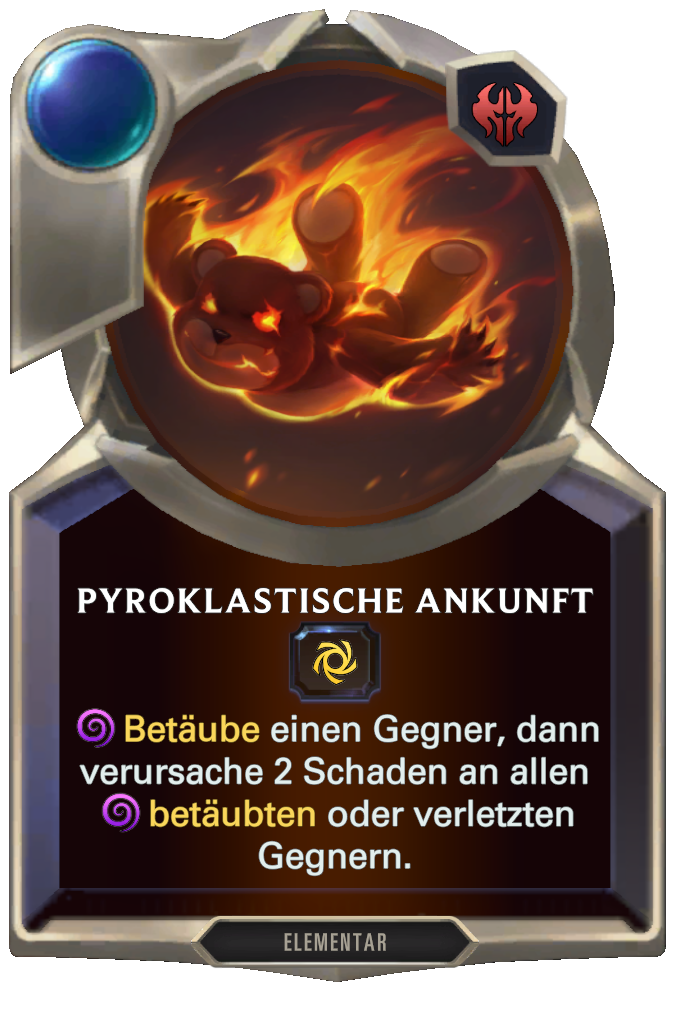 PYROKLASTISCHE ANKUNFT
Betäube einen Gegner, dann
verursache 2 Schaden an allen
betäubten oder verletzten
Gegnern.
ELEMENTAR